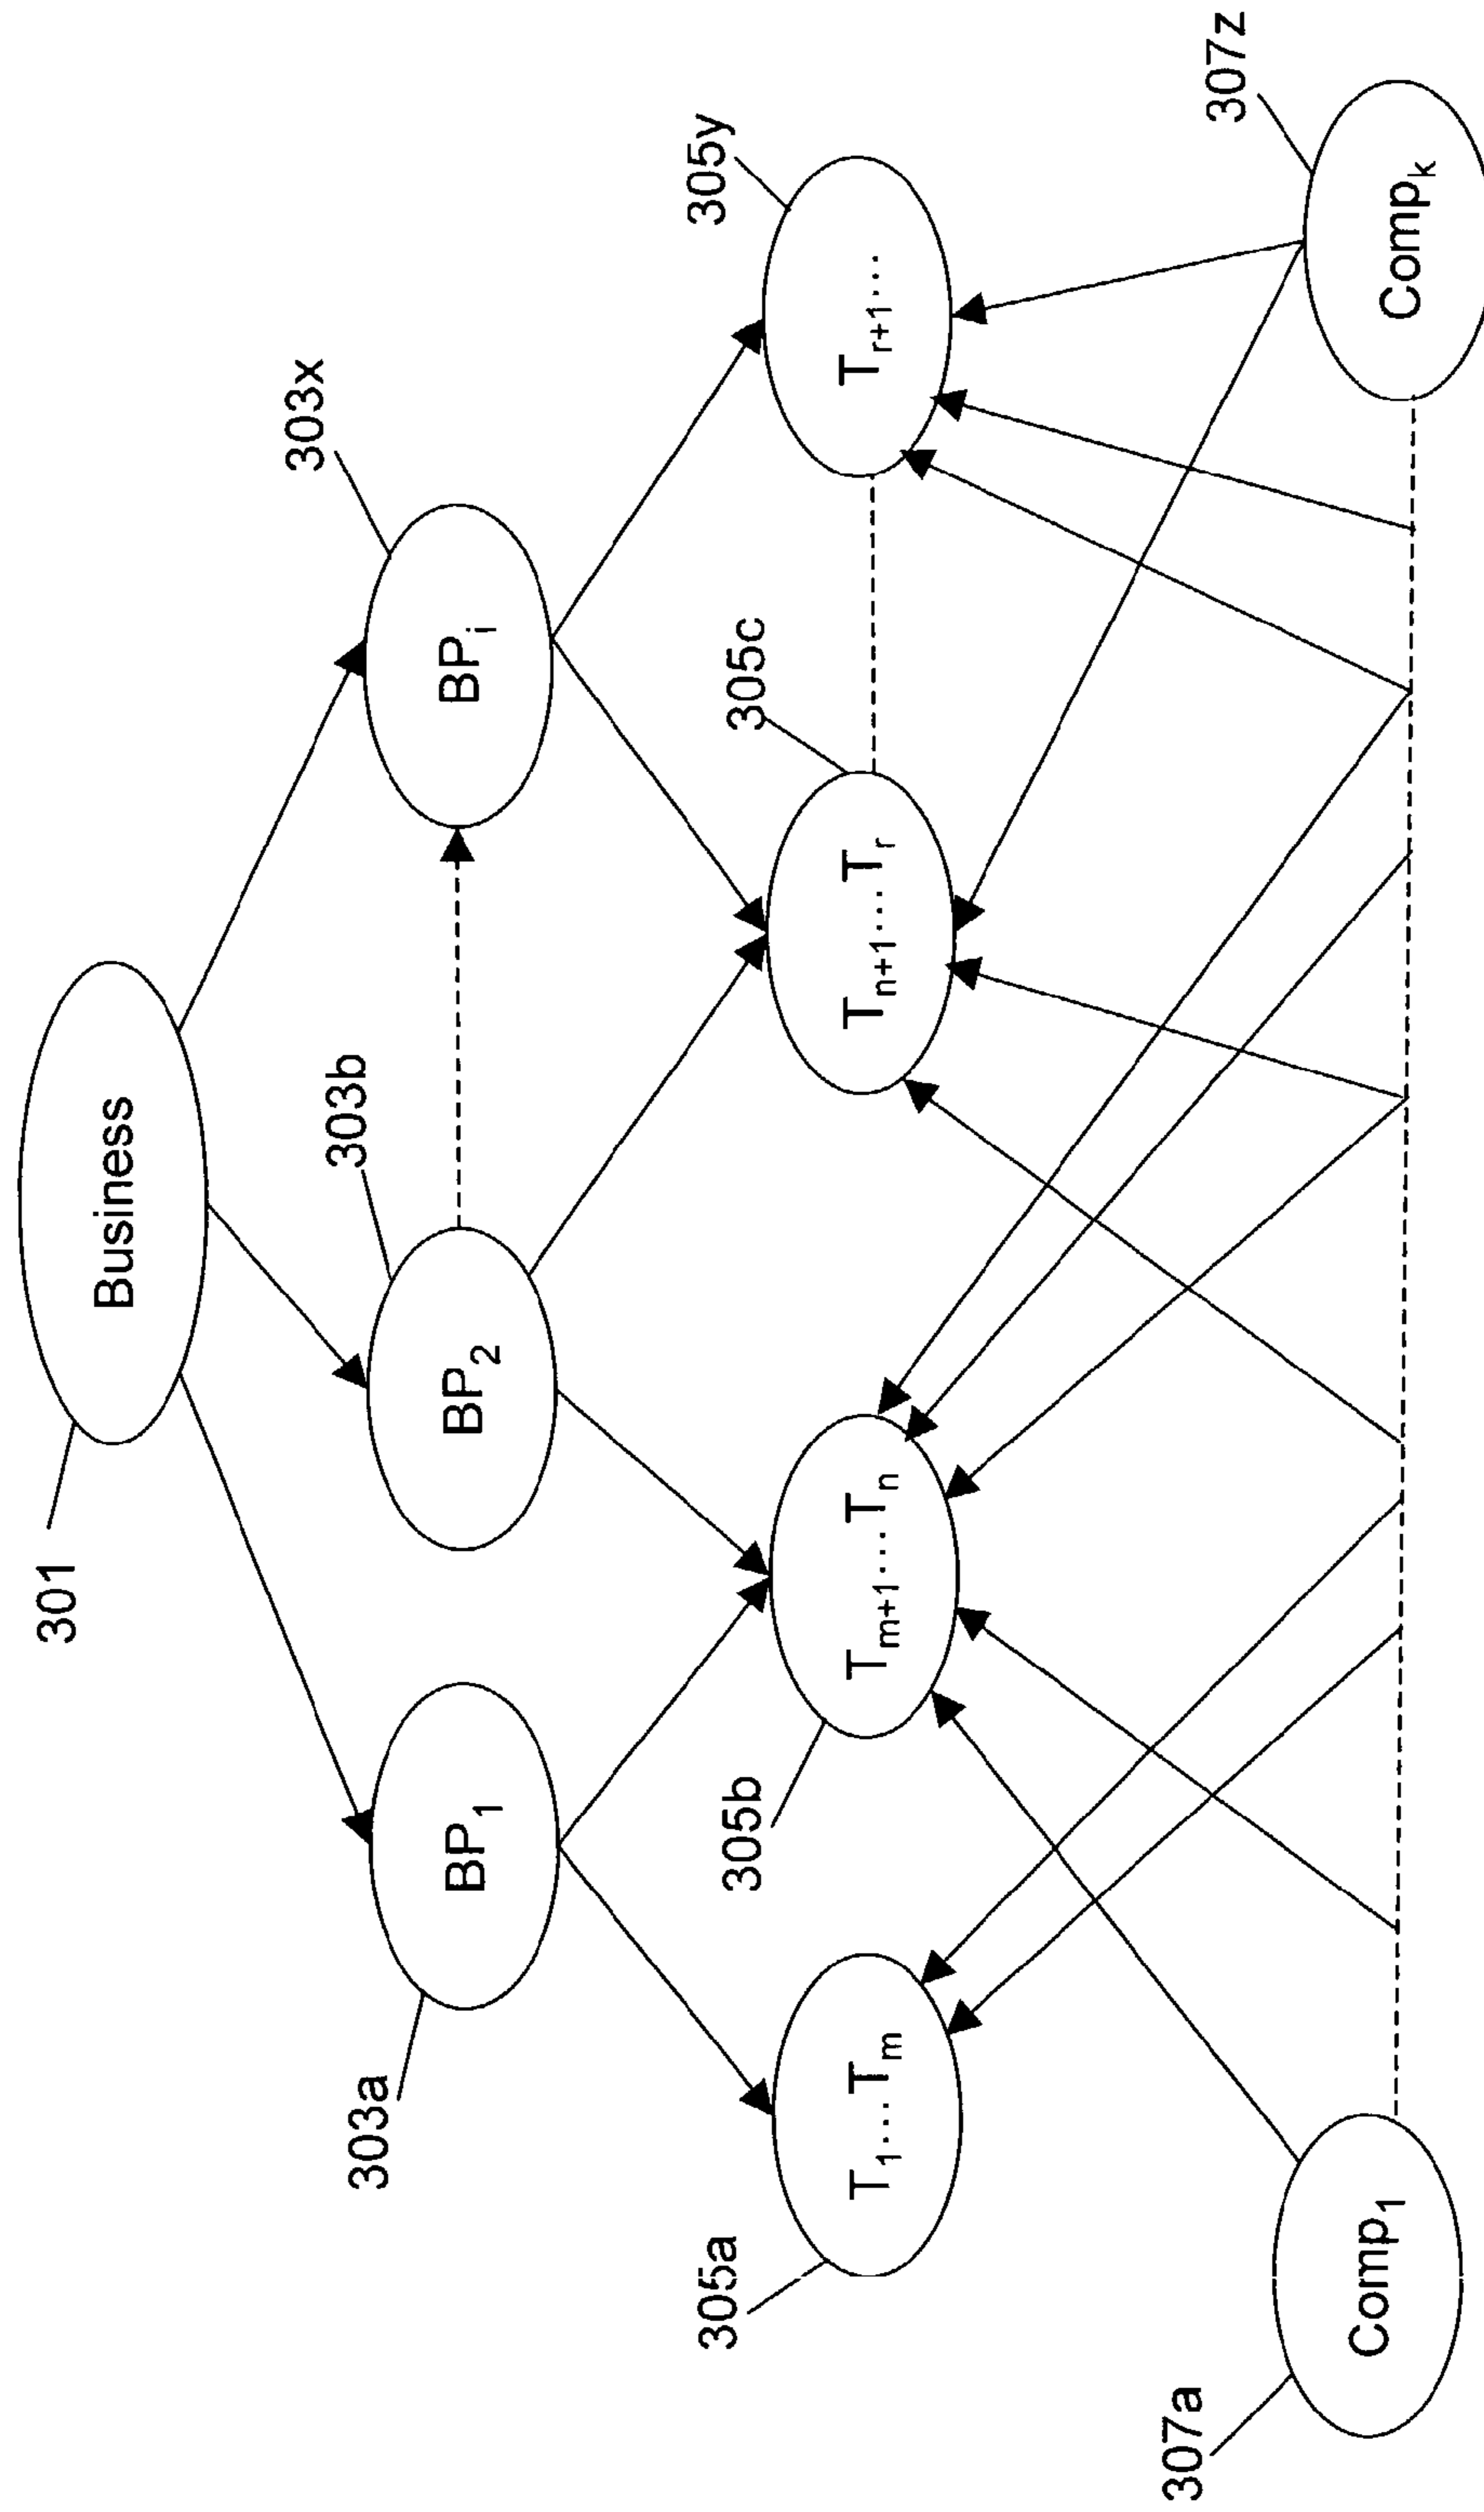 301
Business
303a
303b
303x
BP1
BP2
BPi
305a
305b
305c
305y
T1...Tm
Tm+1...Tn
Tn+1...Tr
Tr+1...
307a
307z
Comp1
Compk